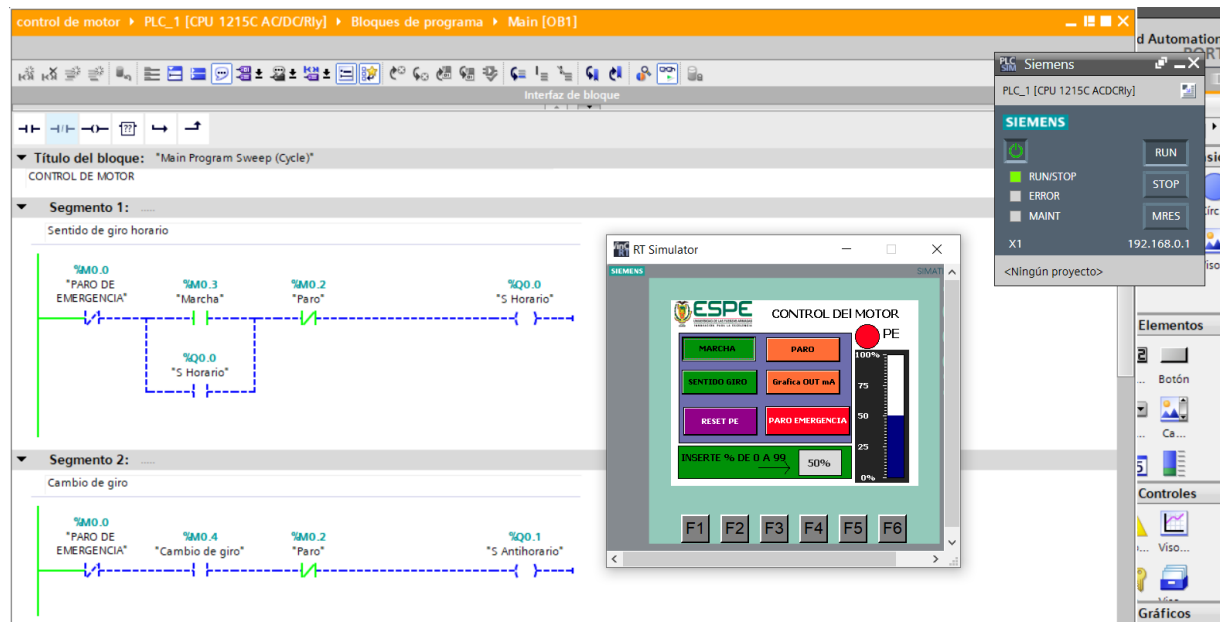 control de motor ▸ PLC_1 [CPU 1215C AC/DC/Rly] ▸ Bloques de programa ▸ Main [OB1]
d Automation
PORT
Interfaz de bloque
Título del bloque: "Main Program Sweep (Cycle)"
CONTROL DE MOTOR
Segmento 1: .....
Sentido de giro horario
%M0.0
"PARO DE EMERGENCIA"
%M0.3
"Marcha"
%M0.2
"Paro"
%Q0.0
"S Horario"
%Q0.0
"S Horario"
Segmento 2: .....
Cambio de giro
%M0.0
"PARO DE EMERGENCIA"
%M0.4
"Cambio de giro"
%M0.2
"Paro"
%Q0.1
"S Antihorario"
Siemens
PLC_1 [CPU 1215C ACDCRly]
SIEMENS
RUN
RUN/STOP
STOP
ERROR
MAINT
MRES
X1 192.168.0.1
<Ningún proyecto>
RT Simulator
SIEMENS
SIMATI
ESPE
CONTROL DEl MOTOR
PE
MARCHA
PARO
SENTIDO GIRO
Grafica OUT mA
RESET PE
PARO EMERGENCIA
INSERTE % DE 0 A 99
50%
100%
75
50
25
0%
F1 F2 F3 F4 F5 F6
Elementos
Botón
Ca...
Controles
Viso...
Gráficos